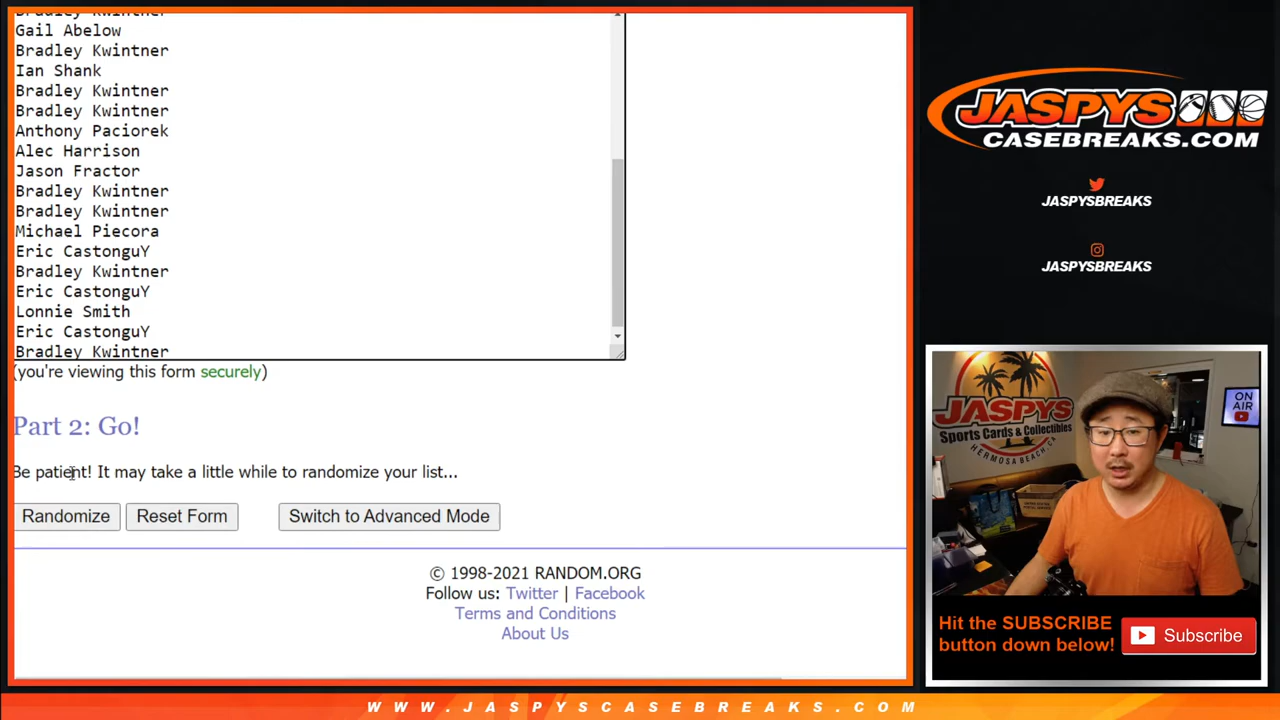 Bradley Kwintner
Gail Abelow
Bradley Kwintner
Ian Shank
Bradley Kwintner
Bradley Kwintner
Anthony Paciorek
Alec Harrison
Jason Fractor
Bradley Kwintner
Bradley Kwintner
Michael Piecora
Eric CastonguY
Bradley Kwintner
Eric CastonguY
Lonnie Smith
Eric CastonguY
Bradley Kwintner
(you're viewing this form securely)
Part 2: Go!
Be patient! It may take a little while to randomize your list...
Randomize Reset Form Switch to Advanced Mode
© 1998-2021 RANDOM.ORG
Follow us: Twitter | Facebook
Terms and Conditions
About Us
JASPYS
CASEBREAKS.COM
JASPYSBREAKS
JASPYSBREAKS
JASPYS
Sports Cards & Collectibles
HERMOSA BEACH, CA
ON
AIR
Hit the SUBSCRIBE
button down below!
Subscribe
WWW.JASPYSCASEBREAKS.COM